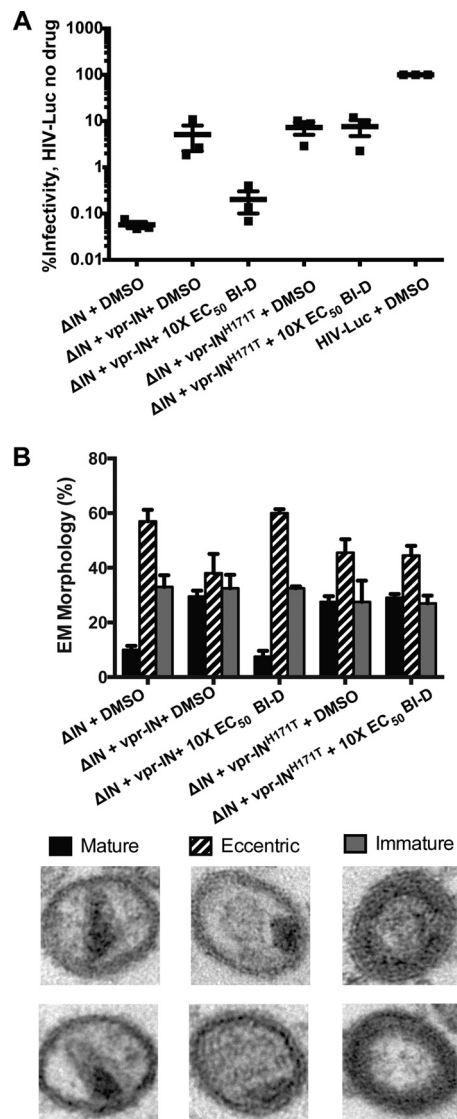 A
%Infectivity, HIV-Luc no drug
100
10
1
0.10
0.01
ΔIN + DMSO
ΔIN + vpr-IN+ DMSO
ΔIN + vpr-IN+ 10X EC50 BI-D
ΔIN + vpr-INH171T + DMSO
ΔIN + vpr-INH171T + 10X EC50 BI-D
HIV-Luc + DMSO
B
EM Morphology (%)
80
60
40
20
0
ΔIN + DMSO
ΔIN + vpr-IN+ DMSO
ΔIN + vpr-IN+ 10X EC50 BI-D
ΔIN + vpr-INH171T + DMSO
ΔIN + vpr-INH171T + 10X EC50 BI-D
Mature Eccentric Immature